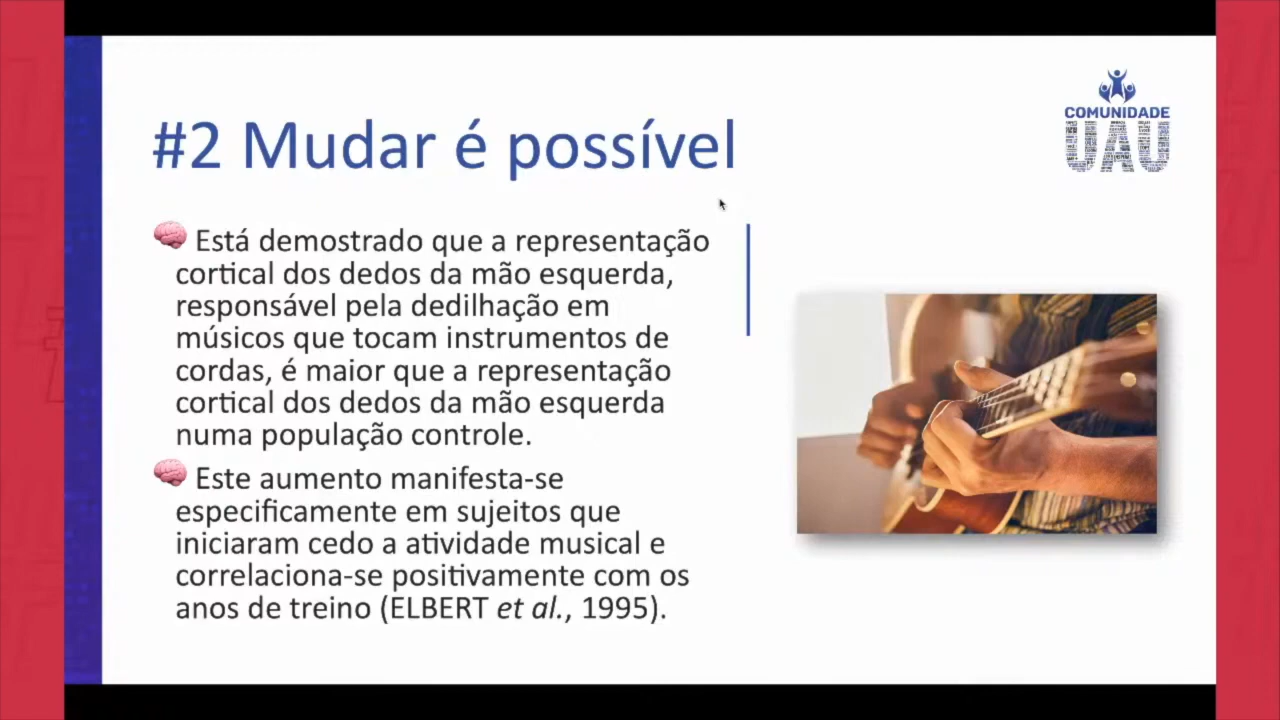 #2 Mudar é possível
COMUNIDADE
UAU
Está demostrado que a representação
cortical dos dedos da mão esquerda,
responsável pela dedilhação em
músicos que tocam instrumentos de
cordas, é maior que a representação
cortical dos dedos da mão esquerda
numa população controle.
Este aumento manifesta-se
especificamente em sujeitos que
iniciaram cedo a atividade musical e
correlaciona-se positivamente com os
anos de treino (ELBERT et al., 1995).